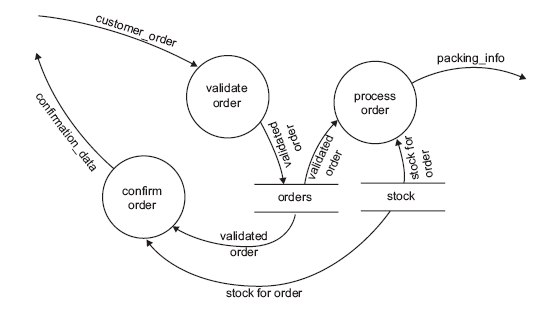 customer_order
packing_info
validate
order
process
order
confirmation_data
validated
order
validated
order
stock for
order
confirm
order
orders
stock
validated
order
stock for order